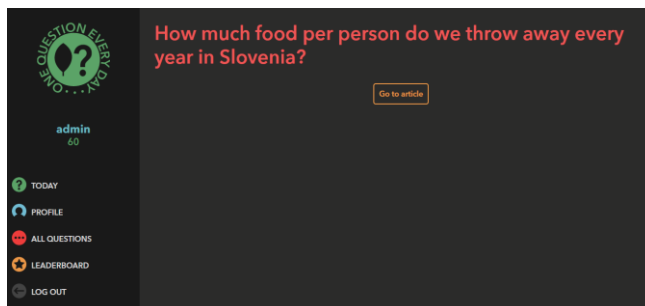 ONE QUESTION EVERY DAY...
How much food per person do we throw away every
year in Slovenia?
Go to article
admin
60
TODAY
PROFILE
ALL QUESTIONS
LEADERBOARD
LOG OUT